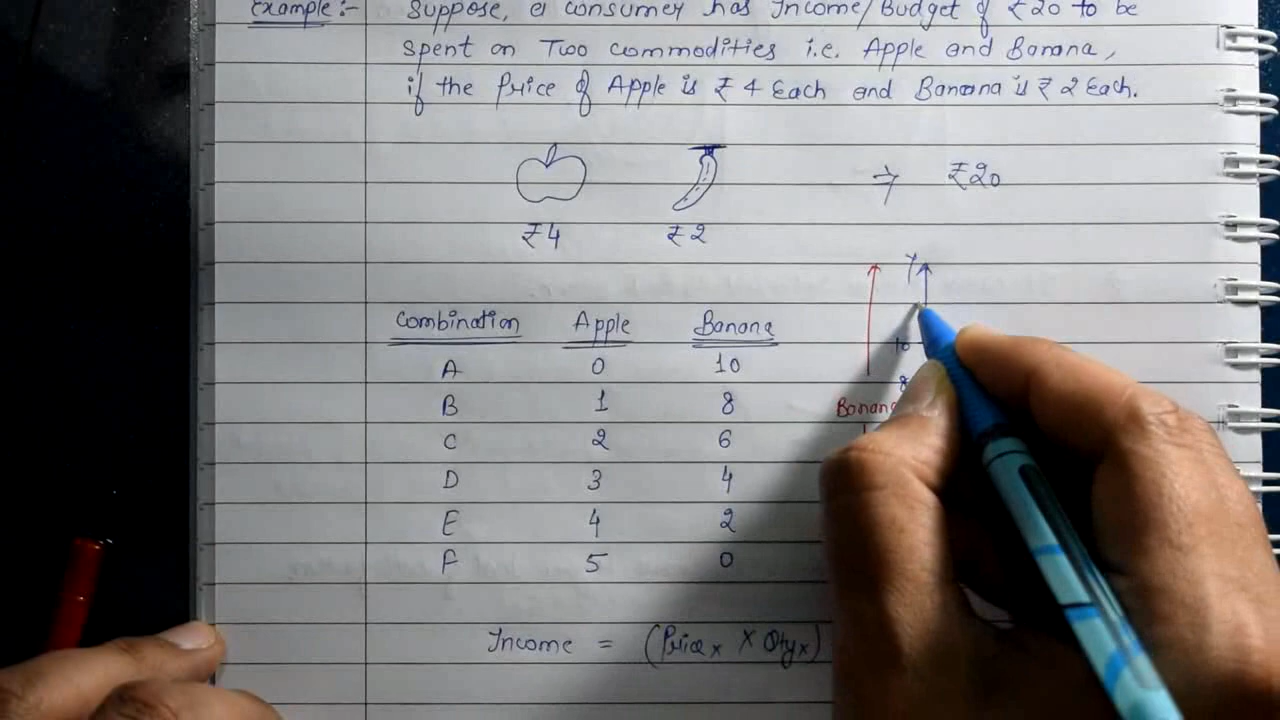 Example :- Suppose, a consumer has Income/Budget of ₹20 to be
spent on Two commodities i.e. Apple and Banana,
if the Price of Apple is ₹4 Each and Banana is ₹2 Each.
⇒ ₹20
₹4 ₹2
Y
Combination Apple Banana
10
A 0 10
8
B 1 8
Banana
C 2 6
D 3 4
E 4 2
F 5 0
Income = (Pricex X Qtyx)